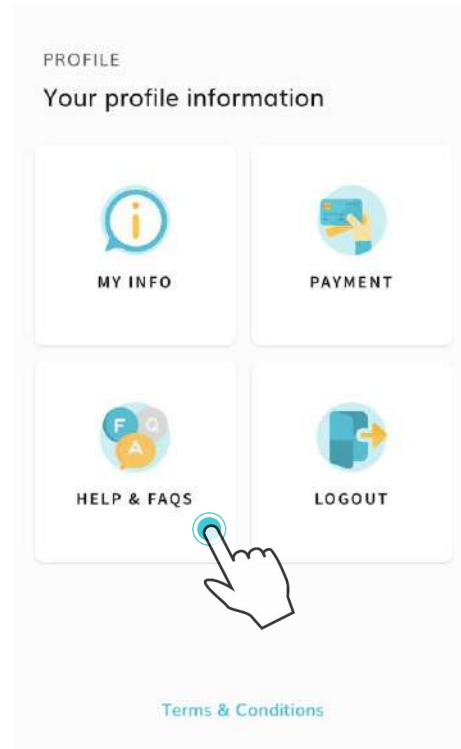 PROFILE
Your profile information
i
MY INFO
PAYMENT
F Q
A
HELP & FAQS
LOGOUT
Terms & Conditions